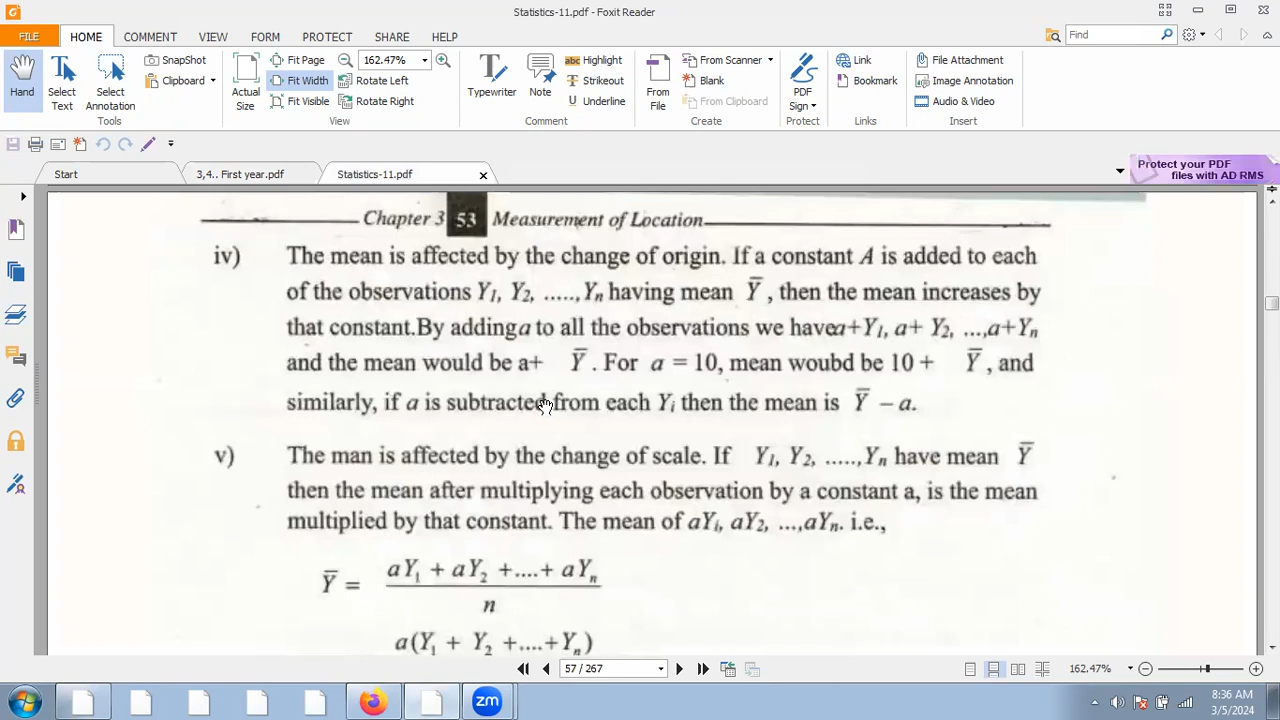 Statistics-11.pdf - Foxit Reader
FILE HOME COMMENT VIEW FORM PROTECT SHARE HELP Find
Hand Select Text Select Annotation SnapShot Clipboard Tools
Actual Size Fit Page Fit Width Fit Visible 162.47% Rotate Left Rotate Right View
Typewriter Note Highlight Strikeout Underline Comment
From File From Scanner Blank From Clipboard Create
PDF Sign Protect
Link Bookmark Links
File Attachment Image Annotation Audio & Video Insert
Start 3,4.. First year.pdf Statistics-11.pdf
Protect your PDF
files with AD RMS
Chapter 3 53 Measurement of Location
iv) The mean is affected by the change of origin. If a constant A is added to each
of the observations Y1, Y2, .....,Yn having mean Ȳ, then the mean increases by
that constant.By adding a to all the observations we havea+Y1, a+ Y2, ...,a+Yn
and the mean would be a+ Ȳ. For a = 10, mean woubd be 10 + Ȳ, and
similarly, if a is subtracted from each Yi then the mean is Ȳ – a.
v) The man is affected by the change of scale. If Y1, Y2, .....,Yn have mean Ȳ
then the mean after multiplying each observation by a constant a, is the mean
multiplied by that constant. The mean of aYi, aY2, ...,aYn. i.e.,
Ȳ = aY1 + aY2 +....+ aYn
n
a(Y1 + Y2 +....+Yn)
57 / 267 162.47%
zm
8:36 AM
3/5/2024